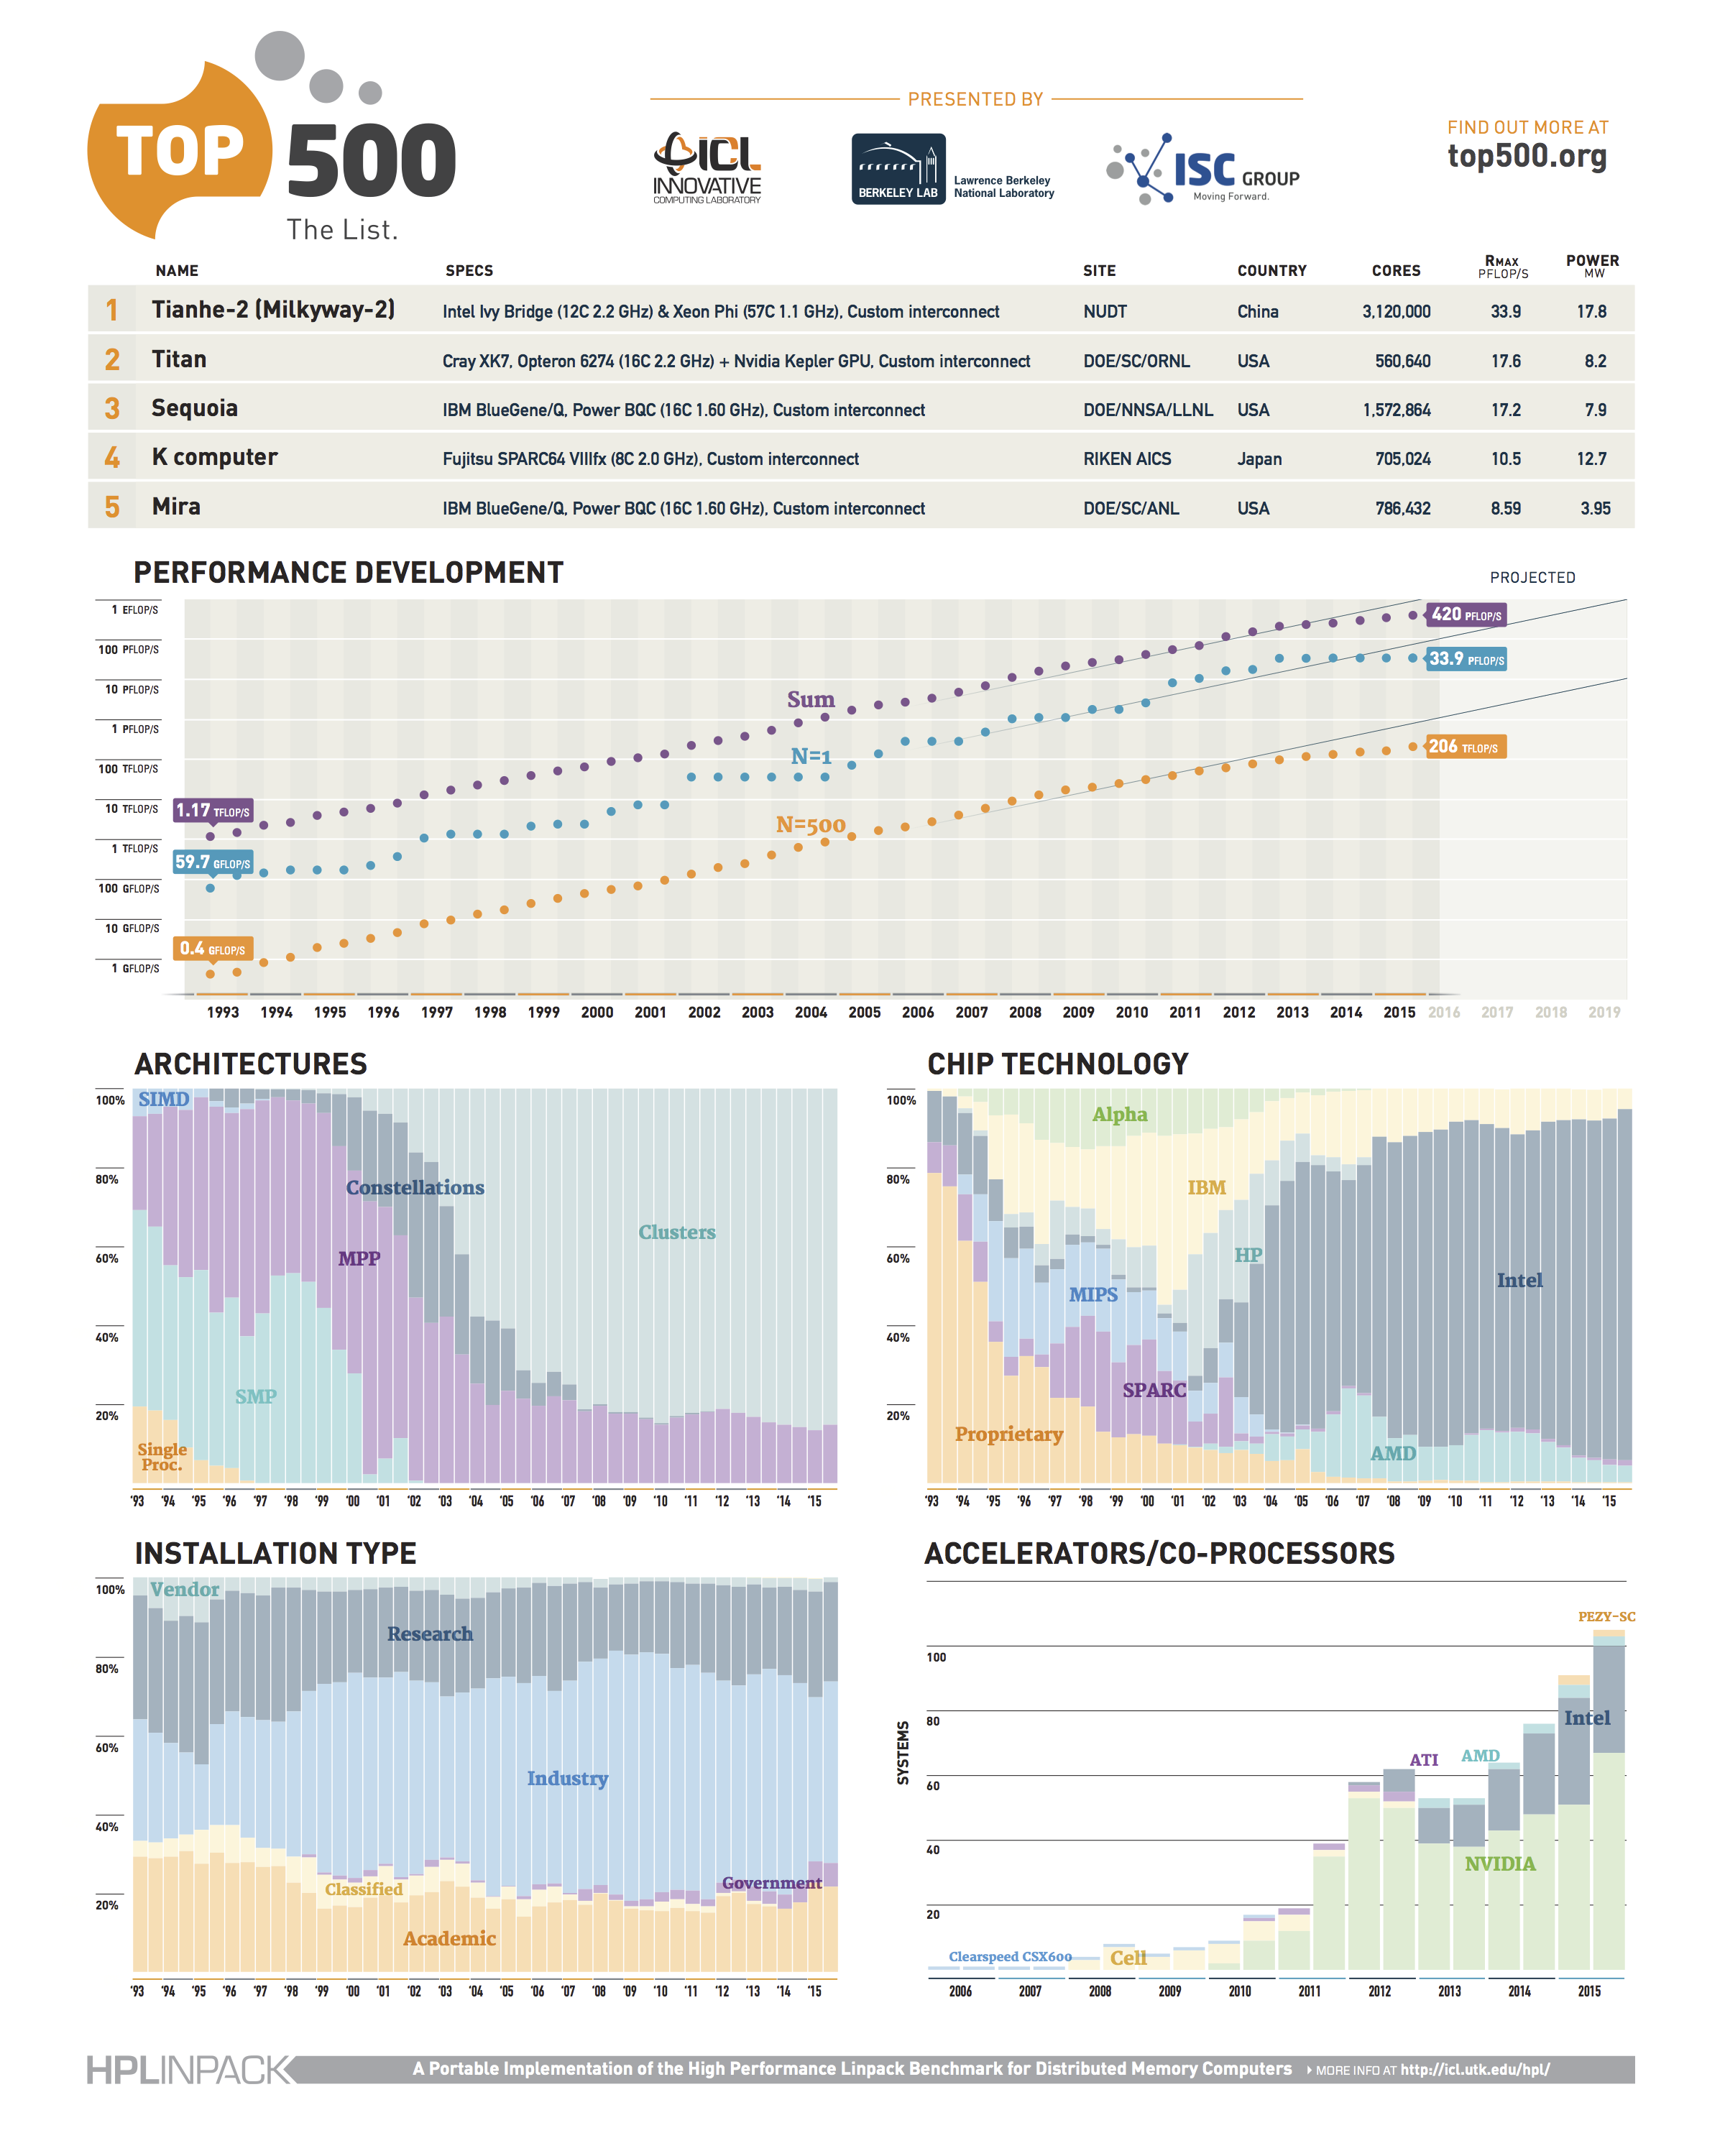 TOP
500
The List.
PRESENTED BY
ICL
INNOVATIVE
COMPUTING LABORATORY
BERKELEY LAB
Lawrence Berkeley
National Laboratory
ISC GROUP
Moving Forward.
FIND OUT MORE AT
top500.org
NAME SPECS SITE COUNTRY CORES RMAX PFLOP/S POWER MW
1 Tianhe-2 (Milkyway-2) Intel Ivy Bridge (12C 2.2 GHz) & Xeon Phi (57C 1.1 GHz), Custom interconnect NUDT China 3,120,000 33.9 17.8
2 Titan Cray XK7, Opteron 6274 (16C 2.2 GHz) + Nvidia Kepler GPU, Custom interconnect DOE/SC/ORNL USA 560,640 17.6 8.2
3 Sequoia IBM BlueGene/Q, Power BQC (16C 1.60 GHz), Custom interconnect DOE/NNSA/LLNL USA 1,572,864 17.2 7.9
4 K computer Fujitsu SPARC64 VIIIfx (8C 2.0 GHz), Custom interconnect RIKEN AICS Japan 705,024 10.5 12.7
5 Mira IBM BlueGene/Q, Power BQC (16C 1.60 GHz), Custom interconnect DOE/SC/ANL USA 786,432 8.59 3.95
PERFORMANCE DEVELOPMENT
PROJECTED
1 EFLOP/S
100 PFLOP/S
10 PFLOP/S
1 PFLOP/S
100 TFLOP/S
10 TFLOP/S
1 TFLOP/S
100 GFLOP/S
10 GFLOP/S
1 GFLOP/S
420 PFLOP/S
33.9 PFLOP/S
206 TFLOP/S
Sum
N=1
N=500
1.17 TFLOP/S
59.7 GFLOP/S
0.4 GFLOP/S
1993 1994 1995 1996 1997 1998 1999 2000 2001 2002 2003 2004 2005 2006 2007 2008 2009 2010 2011 2012 2013 2014 2015 2016 2017 2018 2019
ARCHITECTURES
100%
80%
60%
40%
20%
SIMD
Constellations
Clusters
MPP
SMP
Single
Proc.
'93 '94 '95 '96 '97 '98 '99 '00 '01 '02 '03 '04 '05 '06 '07 '08 '09 '10 '11 '12 '13 '14 '15
CHIP TECHNOLOGY
100%
80%
60%
40%
20%
Alpha
IBM
HP
Intel
MIPS
SPARC
Proprietary
AMD
'93 '94 '95 '96 '97 '98 '99 '00 '01 '02 '03 '04 '05 '06 '07 '08 '09 '10 '11 '12 '13 '14 '15
INSTALLATION TYPE
100%
80%
60%
40%
20%
Vendor
Research
Industry
Government
Classified
Academic
'93 '94 '95 '96 '97 '98 '99 '00 '01 '02 '03 '04 '05 '06 '07 '08 '09 '10 '11 '12 '13 '14 '15
ACCELERATORS/CO-PROCESSORS
SYSTEMS
100
80
60
40
20
PEZY-SC
Intel
ATI
AMD
NVIDIA
Clearspeed CSX600
Cell
2006 2007 2008 2009 2010 2011 2012 2013 2014 2015
HPLINPACK
A Portable Implementation of the High Performance Linpack Benchmark for Distributed Memory Computers MORE INFO AT http://icl.utk.edu/hpl/